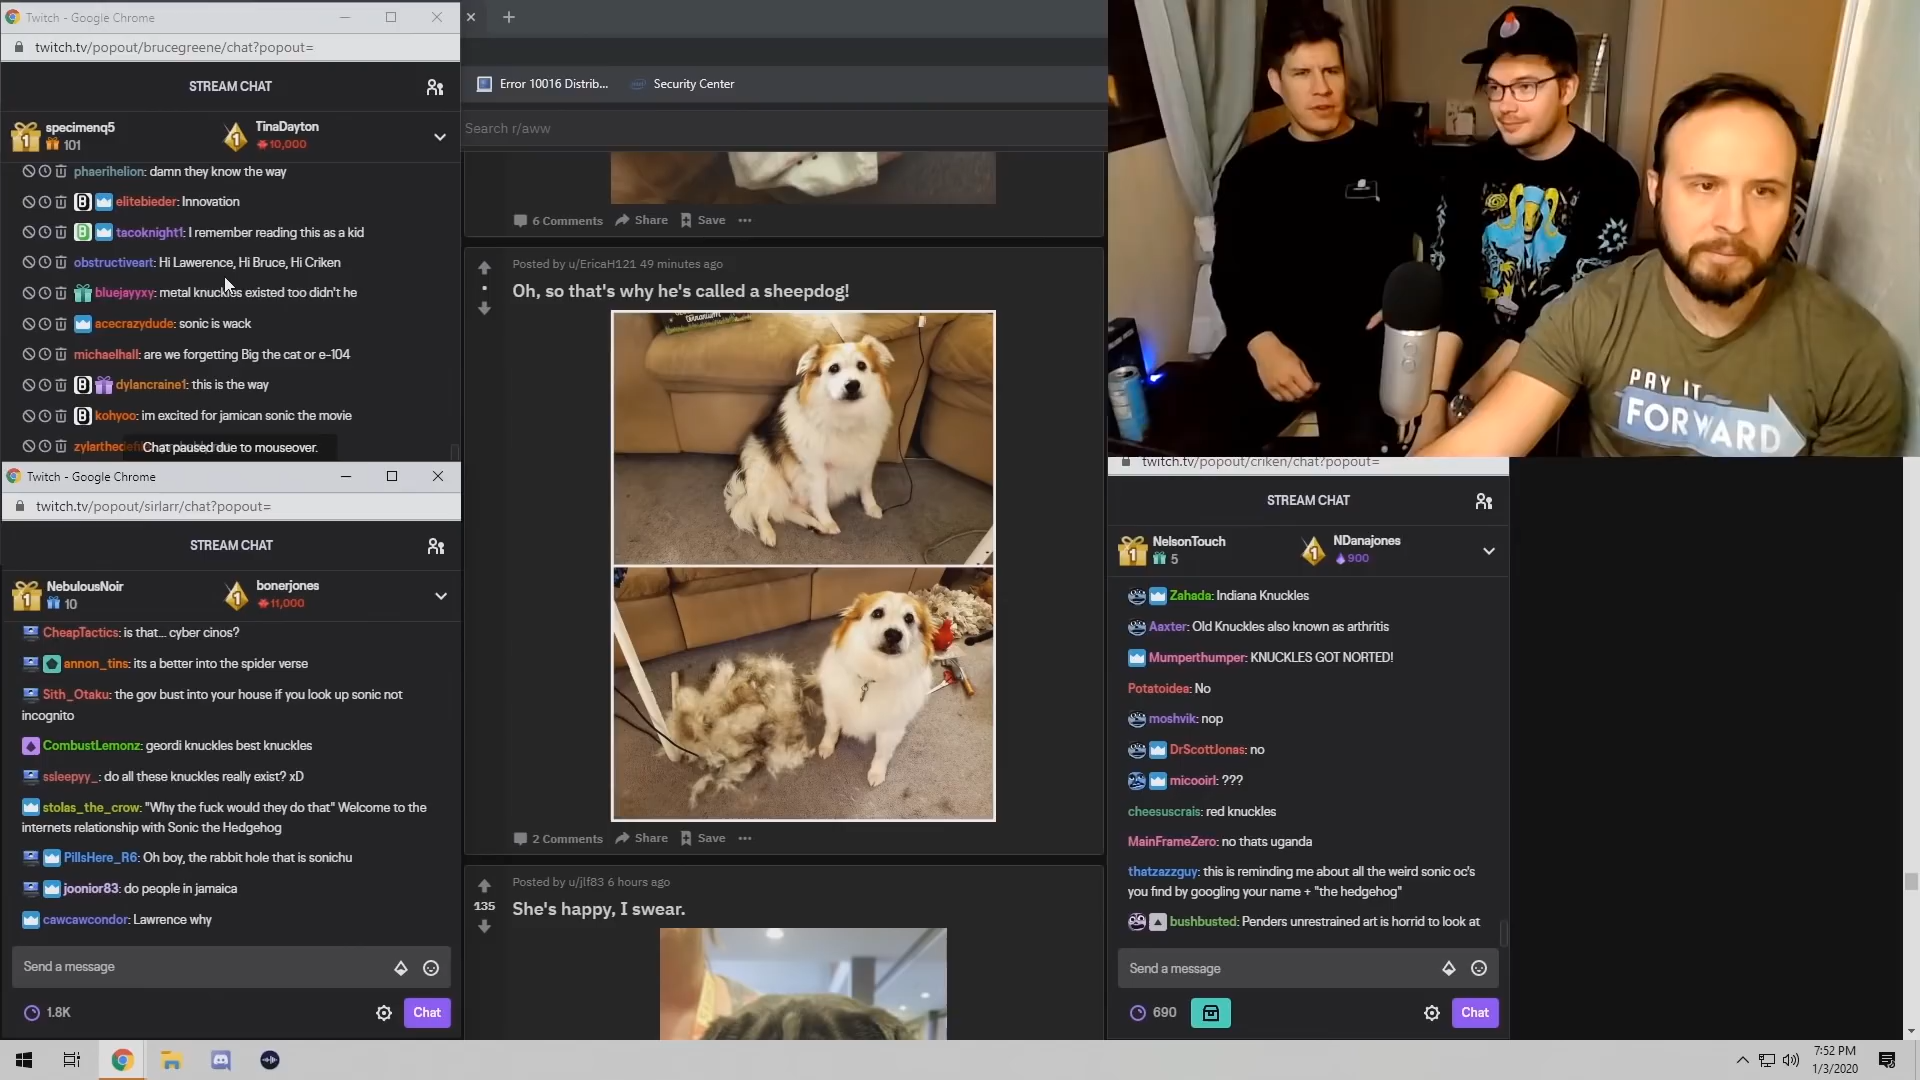 Twitch - Google Chrome
twitch.tv/popout/brucegreene/chat?popout=
STREAM CHAT
specimenq5
101
TinaDayton
10,000
phaerihelion: damn they know the way
elitebieder: Innovation
tacoknight1: I remember reading this as a kid
obstructiveart: Hi Lawerence, Hi Bruce, Hi Criken
bluejayyxy: metal knuckles existed too didn't he
acecrazydude: sonic is wack
michaelhall: are we forgetting Big the cat or e-104
dylancraine1: this is the way
kohyoo: im excited for jamican sonic the movie
Chat paused due to mouseover.
Twitch - Google Chrome
twitch.tv/popout/sirlarr/chat?popout=
STREAM CHAT
NebulousNoir
10
bonerjones
11,000
CheapTactics: is that... cyber cinos?
annon_tins: its a better into the spider verse
Sith_Otaku: the gov bust into your house if you look up sonic not
incognito
CombustLemonz: geordi knuckles best knuckles
ssleepyy_: do all these knuckles really exist? xD
stolas_the_crow: "Why the fuck would they do that" Welcome to the
internets relationship with Sonic the Hedgehog
PillsHere_R6: Oh boy, the rabbit hole that is sonichu
joonior83: do people in jamaica
cawcawcondor: Lawrence why
Send a message
1.8K
Chat
Error 10016 Distrib...
Security Center
Search r/aww
6 Comments
Share
Save
Posted by u/EricaH121 49 minutes ago
Oh, so that's why he's called a sheepdog!
2 Comments
Share
Save
Posted by u/jlf83 6 hours ago
135
She's happy, I swear.
PAY IT
FORWARD
twitch.tv/popout/criken/chat?popout=
STREAM CHAT
NelsonTouch
5
NDanajones
900
Zahada: Indiana Knuckles
Aaxter: Old Knuckles also known as arthritis
Mumperthumper: KNUCKLES GOT NORTED!
Potatoidea: No
moshvik: nop
DrScottJonas: no
micooirl: ???
cheesuscrais: red knuckles
MainFrameZero: no thats uganda
thatzazzguy: this is reminding me about all the weird sonic oc's
you find by googling your name + "the hedgehog"
bushbusted: Penders unrestrained art is horrid to look at
Send a message
690
Chat
7:52 PM
1/3/2020